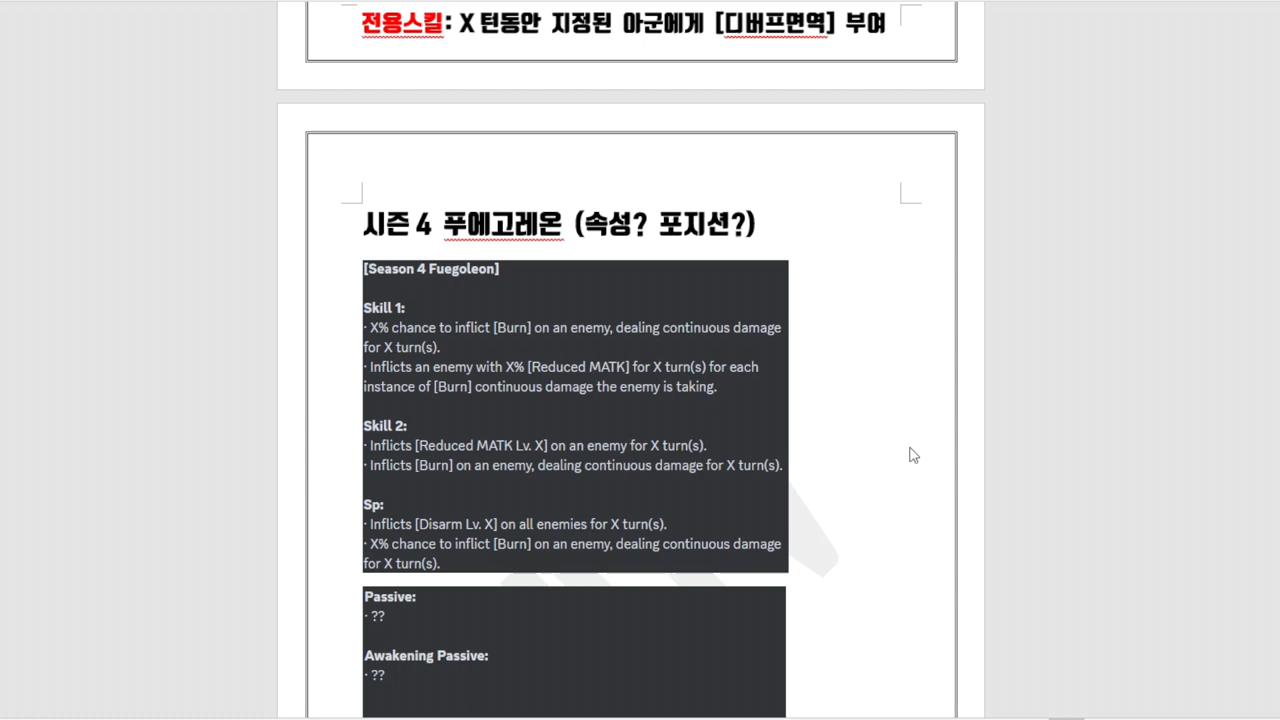 전용스킬: X 턴동안 지정된 아군에게 [디버프면역] 부여
시즌 4 푸에고레온 (속성? 포지션?)
[Season 4 Fuegoleon]
Skill 1:
· X% chance to inflict [Burn] on an enemy, dealing continuous damage
for X turn(s).
· Inflicts an enemy with X% [Reduced MATK] for X turn(s) for each
instance of [Burn] continuous damage the enemy is taking.
Skill 2:
· Inflicts [Reduced MATK Lv. X] on an enemy for X turn(s).
· Inflicts [Burn] on an enemy, dealing continuous damage for X turn(s).
Sp:
· Inflicts [Disarm Lv. X] on all enemies for X turn(s).
· X% chance to inflict [Burn] on an enemy, dealing continuous damage
for X turn(s).
Passive:
· ??
Awakening Passive:
· ??